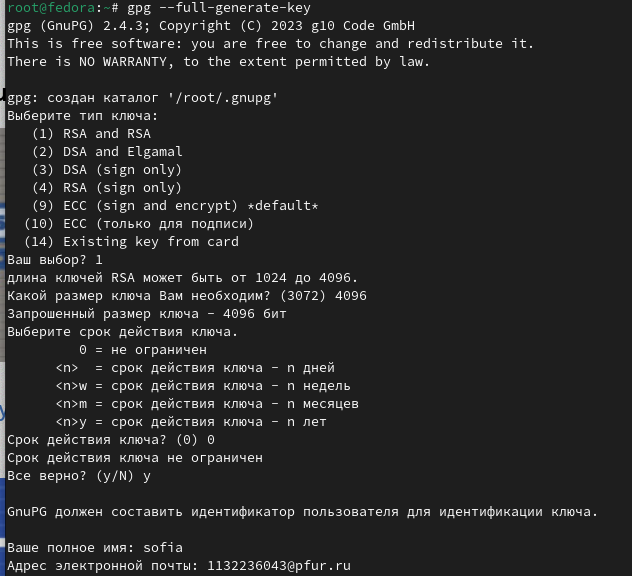 root@fedora:~# gpg --full-generate-key
gpg (GnuPG) 2.4.3; Copyright (C) 2023 g10 Code GmbH
This is free software: you are free to change and redistribute it.
There is NO WARRANTY, to the extent permitted by law.

gpg: создан каталог '/root/.gnupg'
Выберите тип ключа:
   (1) RSA and RSA
   (2) DSA and Elgamal
   (3) DSA (sign only)
   (4) RSA (sign only)
   (9) ECC (sign and encrypt) *default*
  (10) ECC (только для подписи)
  (14) Existing key from card
Ваш выбор? 1
длина ключей RSA может быть от 1024 до 4096.
Какой размер ключа Вам необходим? (3072) 4096
Запрошенный размер ключа - 4096 бит
Выберите срок действия ключа.
         0 = не ограничен
      <n>  = срок действия ключа - n дней
      <n>w = срок действия ключа - n недель
      <n>m = срок действия ключа - n месяцев
      <n>y = срок действия ключа - n лет
Срок действия ключа? (0) 0
Срок действия ключа не ограничен
Все верно? (y/N) y

GnuPG должен составить идентификатор пользователя для идентификации ключа.

Ваше полное имя: sofia
Адрес электронной почты: 1132236043@pfur.ru